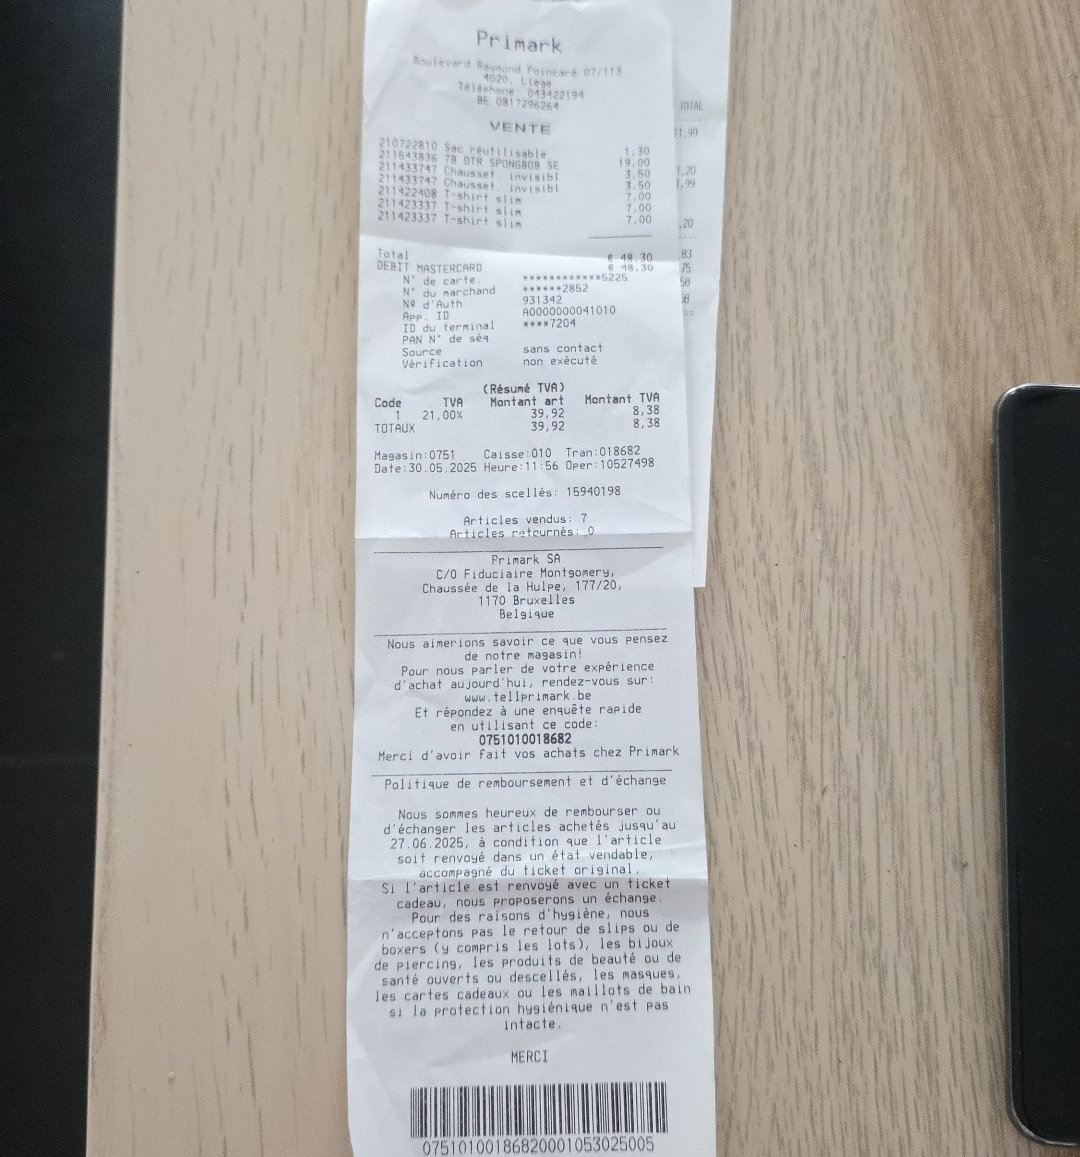 Primark
Boulevard Raymond Poincaré 07/113
4020, Liège
Téléphone: 043422194
BE 0817296264
VENTE
210722810 Sac réutilisable 1,30
211543836 7B DTR SPONGBOB SE 19,00
211433747 Chausset. invisibl 3,50
211433747 Chausset. invisibl 3,50
211422408 T-shirt slim 7,00
211423337 T-shirt slim 7,00
211423337 T-shirt slim 7,00
Total € 48,30
DEBIT MASTERCARD € 48,30
N° de carte. ************5225
N° du marchand ******2852
Nº d'Auth 931342
App. ID A0000000041010
ID du terminal ****7204
PAN N° de séq
Source sans contact
Vérification non exécuté
(Résumé TVA)
Code TVA Montant art Montant TVA
1 21,00% 39,92 8,38
TOTAUX 39,92 8,38
Magasin:0751 Caisse:010 Tran:018682
Date:30.05.2025 Heure:11:56 Oper:10527498
Numéro des scellés: 15940198
Articles vendus: 7
Articles retournés: 0
Primark SA
C/O Fiduciaire Montgomery,
Chaussée de la Hulpe, 177/20,
1170 Bruxelles
Belgique
Nous aimerions savoir ce que vous pensez
de notre magasin!
Pour nous parler de votre expérience
d'achat aujourd'hui, rendez-vous sur:
www.tellprimark.be
Et répondez à une enquête rapide
en utilisant ce code:
0751010018682
Merci d'avoir fait vos achats chez Primark
Politique de remboursement et d'échange
Nous sommes heureux de rembourser ou
d'échanger les articles achetés jusqu'au
27.06.2025, à condition que l'article
soit renvoyé dans un état vendable,
accompagné du ticket original.
Si l'article est renvoyé avec un ticket
cadeau, nous proposerons un échange.
Pour des raisons d'hygiène, nous
n'acceptons pas le retour de slips ou de
boxers (y compris les lots), les bijoux
de piercing, les produits de beauté ou de
santé ouverts ou descellés, les masques,
les cartes cadeaux ou les maillots de bain
si la protection hygiénique n'est pas
intacte.
MERCI
07510100186820001053025005
TOTAL
11,99
1,20
1,99
,20
,83
75